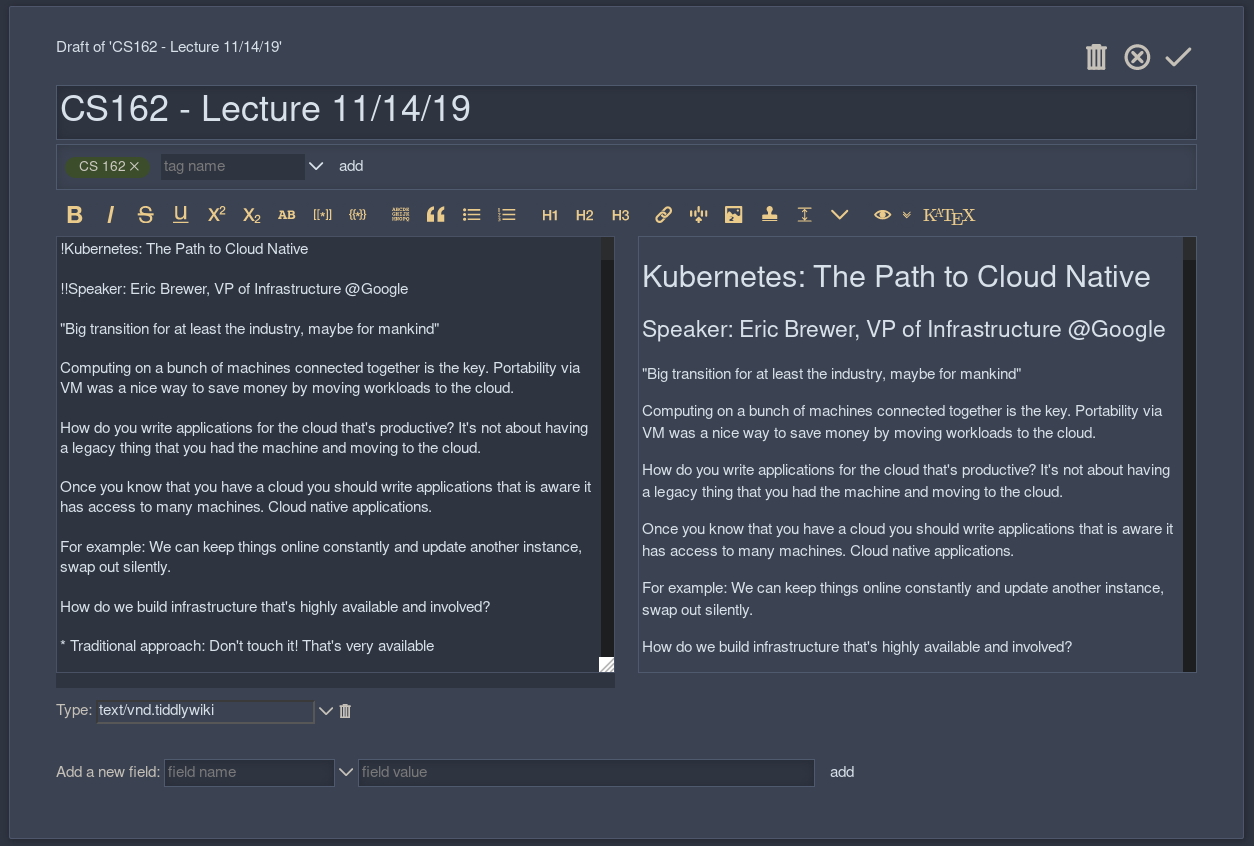 Draft of 'CS162 - Lecture 11/14/19'
CS162 - Lecture 11/14/19
CS 162 × tag name add
B I S U X² X₂ AB [[*]] {{*}} ABCDE GHIJK MNOPQ H1 H2 H3 KATEX
!Kubernetes: The Path to Cloud Native
!!Speaker: Eric Brewer, VP of Infrastructure @Google
"Big transition for at least the industry, maybe for mankind"
Computing on a bunch of machines connected together is the key. Portability via
VM was a nice way to save money by moving workloads to the cloud.
How do you write applications for the cloud that's productive? It's not about having
a legacy thing that you had the machine and moving to the cloud.
Once you know that you have a cloud you should write applications that is aware it
has access to many machines. Cloud native applications.
For example: We can keep things online constantly and update another instance,
swap out silently.
How do we build infrastructure that's highly available and involved?
* Traditional approach: Don't touch it! That's very available
Kubernetes: The Path to Cloud Native
Speaker: Eric Brewer, VP of Infrastructure @Google
"Big transition for at least the industry, maybe for mankind"
Computing on a bunch of machines connected together is the key. Portability via
VM was a nice way to save money by moving workloads to the cloud.
How do you write applications for the cloud that's productive? It's not about having
a legacy thing that you had the machine and moving to the cloud.
Once you know that you have a cloud you should write applications that is aware it
has access to many machines. Cloud native applications.
For example: We can keep things online constantly and update another instance,
swap out silently.
How do we build infrastructure that's highly available and involved?
Type: text/vnd.tiddlywiki
Add a new field: field name field value add